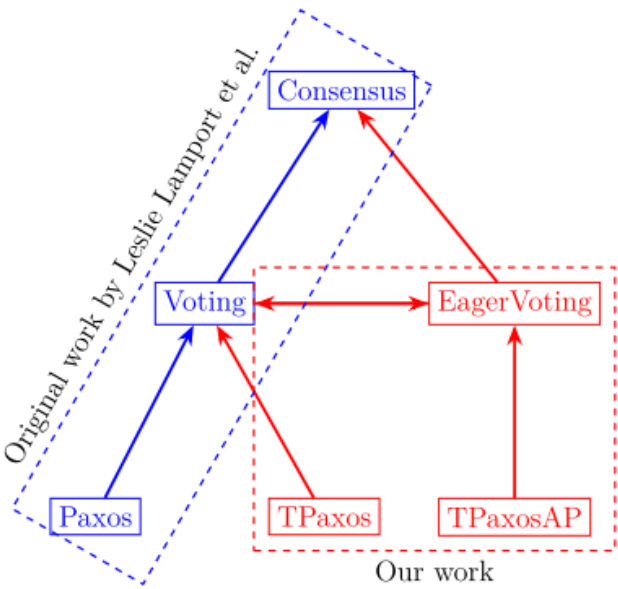 Original work by Leslie Lamport et al.
Consensus
Voting
EagerVoting
Paxos
TPaxos
TPaxosAP
Our work